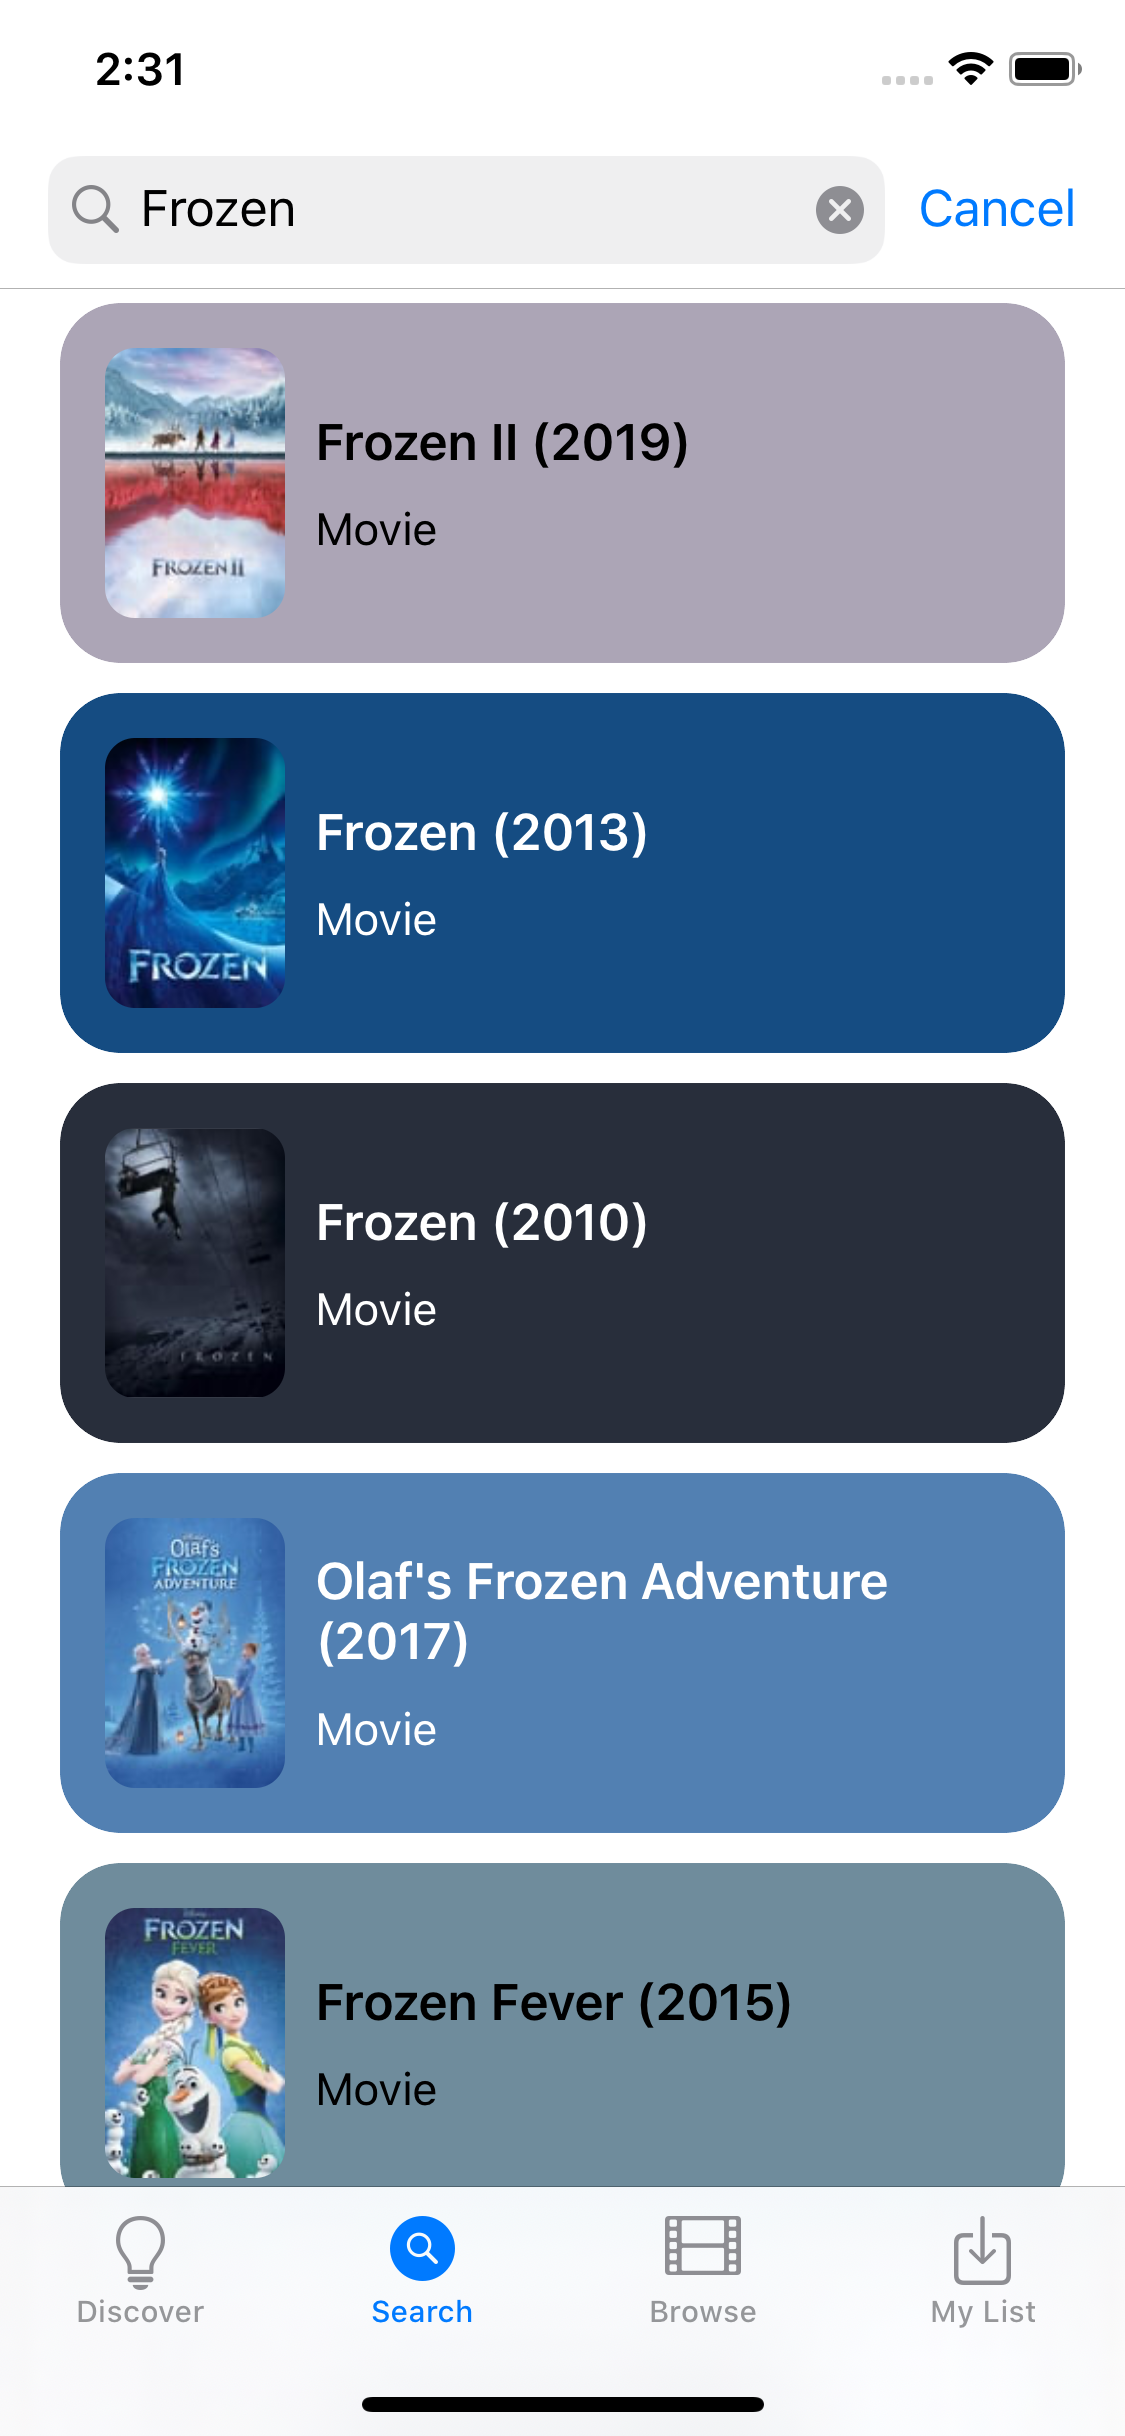 2:31
Frozen
Cancel
FROZEN II
Frozen II (2019)
Movie
FROZEN
Frozen (2013)
Movie
FROZEN
Frozen (2010)
Movie
Olaf's
FROZEN
ADVENTURE
Olaf's Frozen Adventure
(2017)
Movie
FROZEN
FEVER
Frozen Fever (2015)
Movie
Discover
Search
Browse
My List